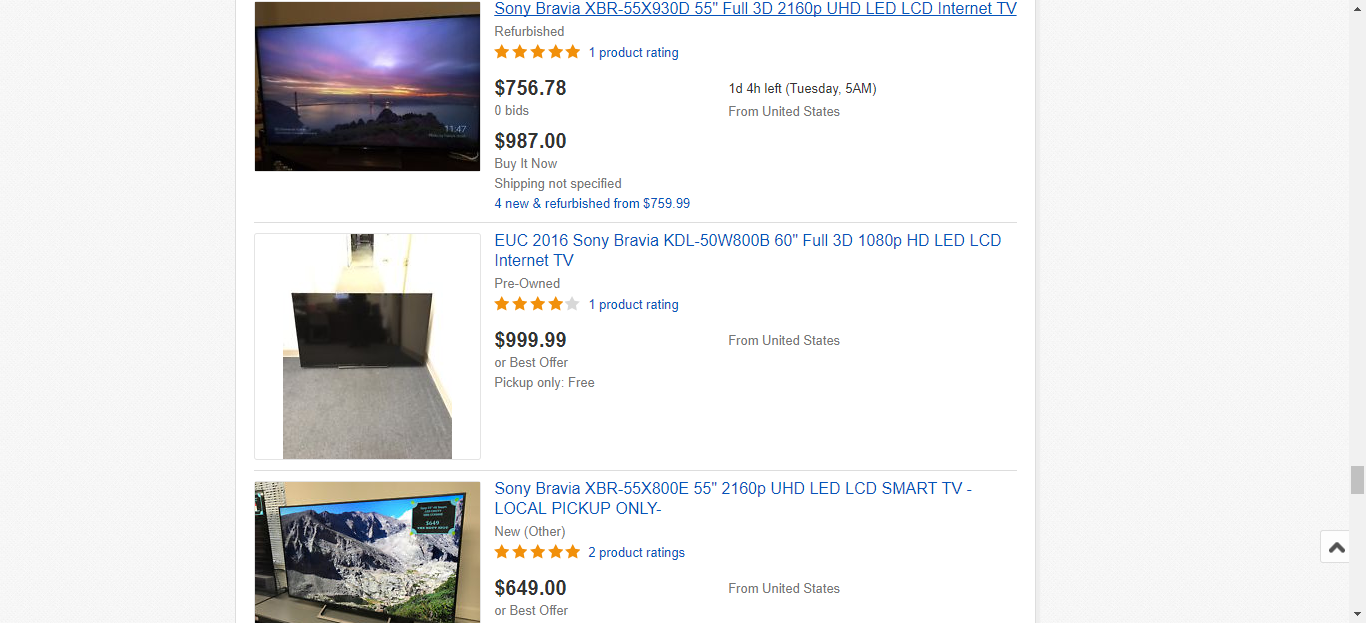 Sony Bravia XBR-55X930D 55" Full 3D 2160p UHD LED LCD Internet TV
Refurbished
1 product rating
$756.78
1d 4h left (Tuesday, 5AM)
0 bids
From United States
$987.00
Buy It Now
Shipping not specified
4 new & refurbished from $759.99
11:47
EUC 2016 Sony Bravia KDL-50W800B 60" Full 3D 1080p HD LED LCD
Internet TV
Pre-Owned
1 product rating
$999.99
From United States
or Best Offer
Pickup only: Free
Sony Bravia XBR-55X800E 55" 2160p UHD LED LCD SMART TV -
LOCAL PICKUP ONLY-
New (Other)
2 product ratings
$649.00
From United States
or Best Offer
$649